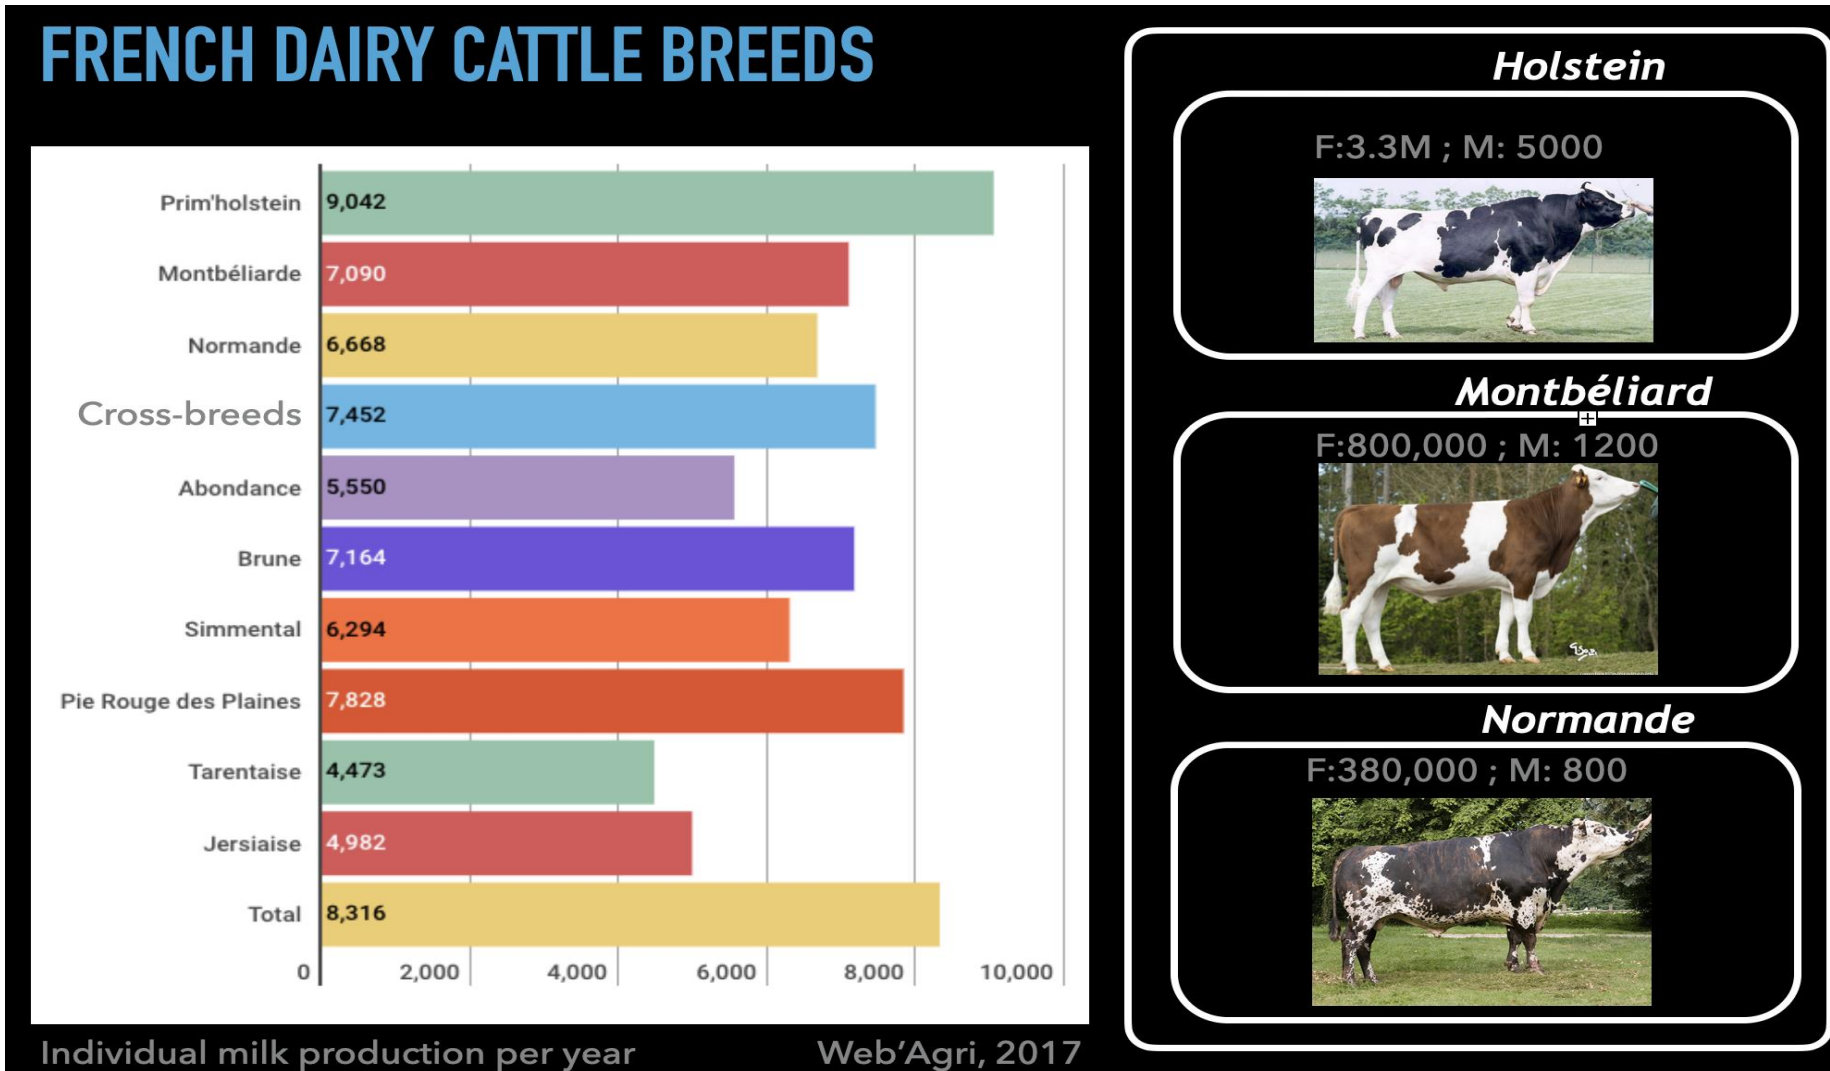 FRENCH DAIRY CATTLE BREEDS
Prim'holstein 9,042
Montbéliarde 7,090
Normande 6,668
Cross-breeds 7,452
Abondance 5,550
Brune 7,164
Simmental 6,294
Pie Rouge des Plaines 7,828
Tarentaise 4,473
Jersiaise 4,982
Total 8,316
0 2,000 4,000 6,000 8,000 10,000
Individual milk production per year
Web’Agri, 2017
Holstein
F:3.3M ; M: 5000
Montbéliard
F:800,000 ; M: 1200
Normande
F:380,000 ; M: 800